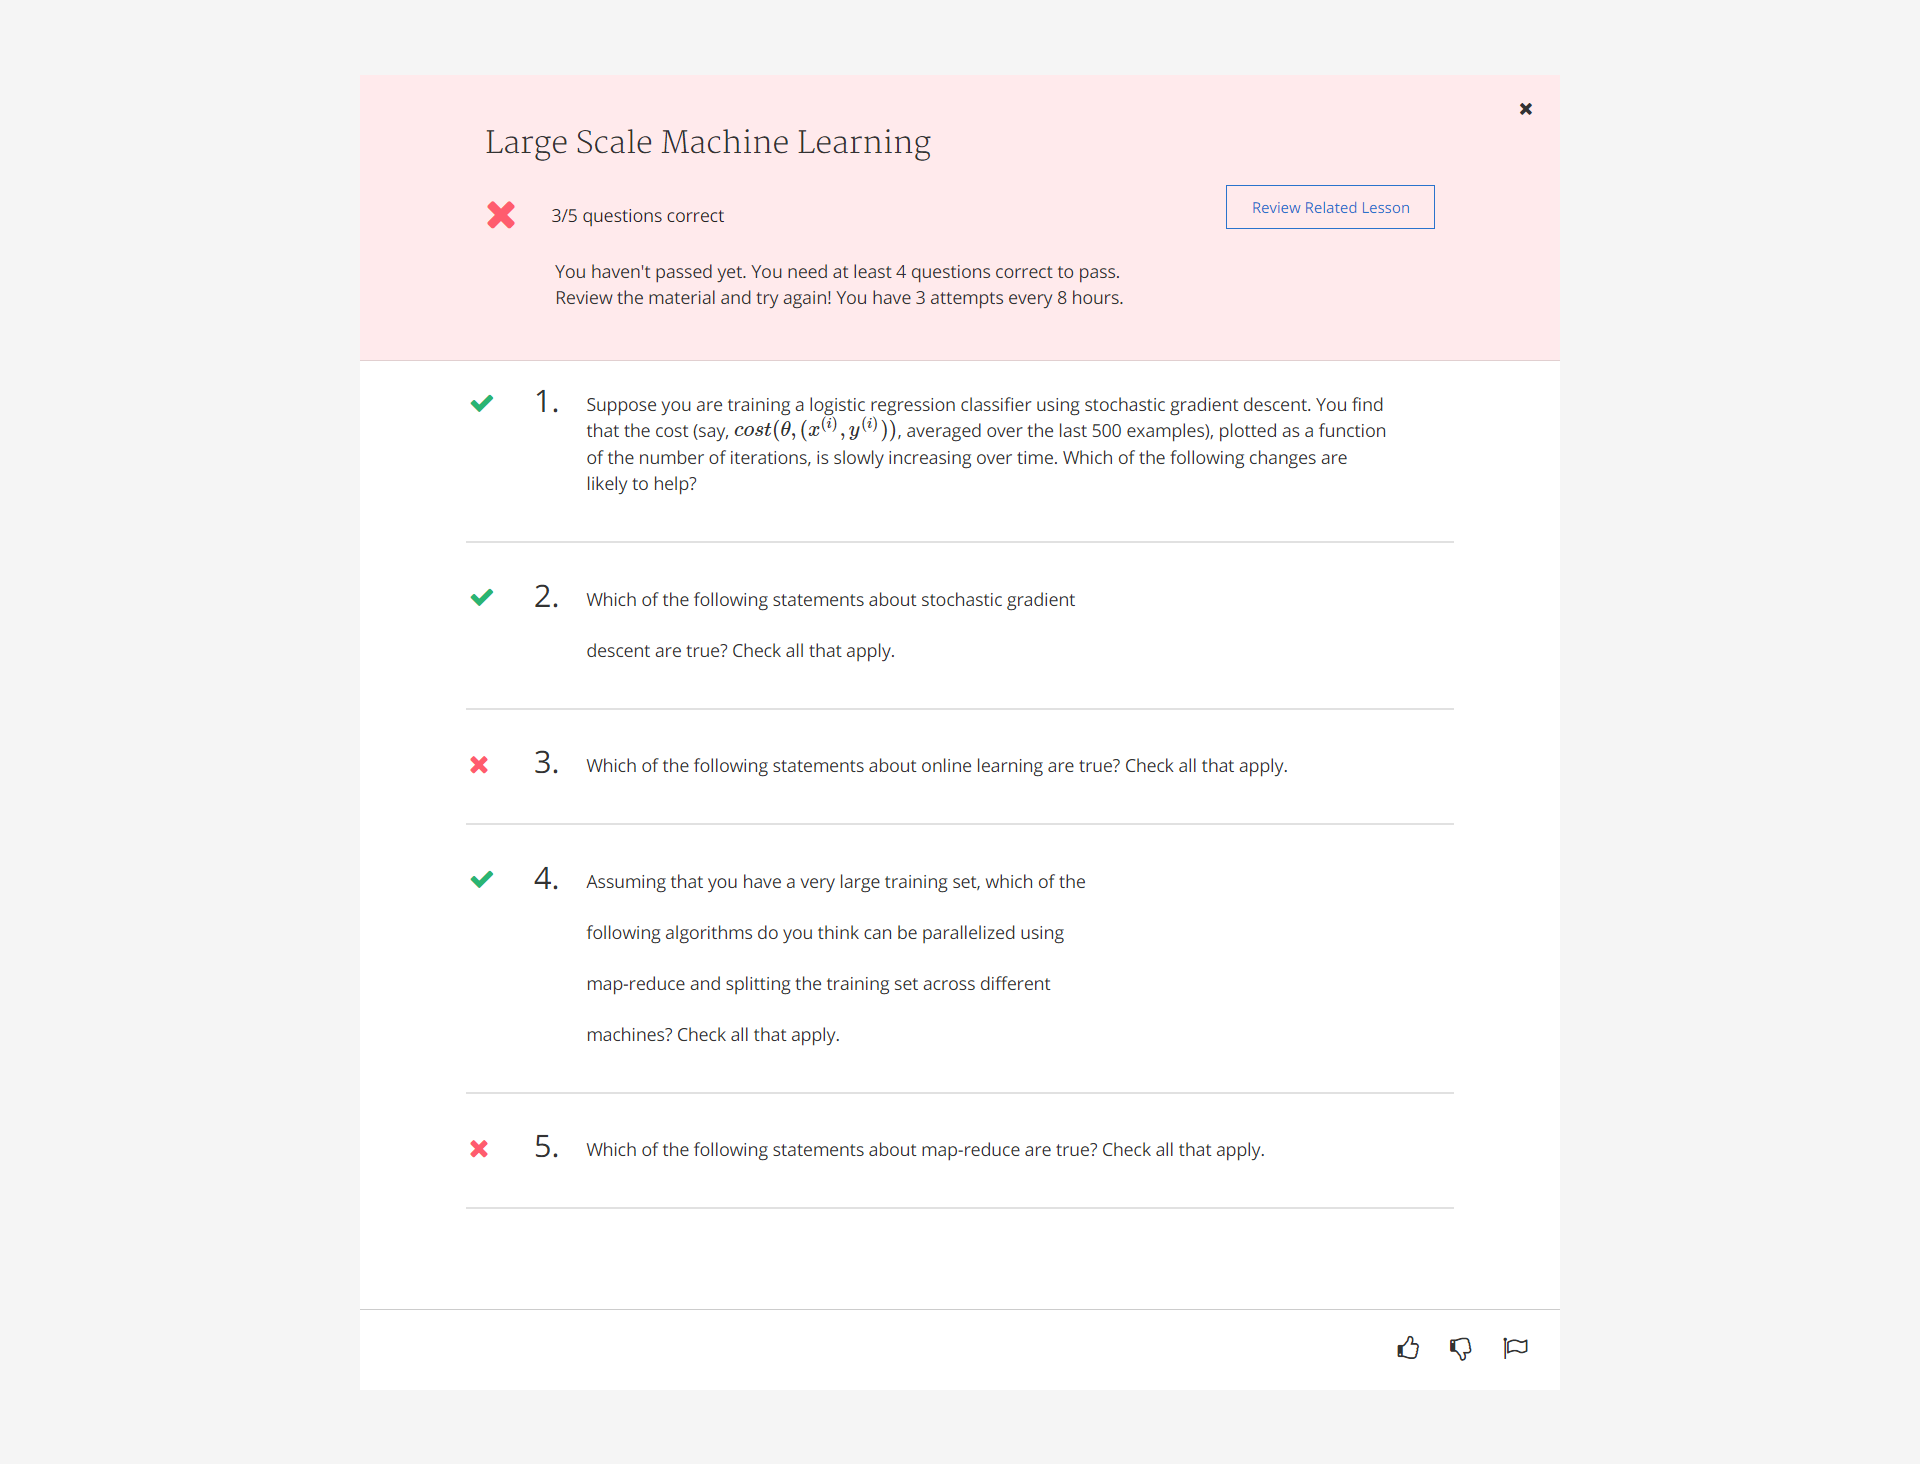 Large Scale Machine Learning
3/5 questions correct
Review Related Lesson
You haven't passed yet. You need at least 4 questions correct to pass.
Review the material and try again! You have 3 attempts every 8 hours.
1. Suppose you are training a logistic regression classifier using stochastic gradient descent. You find
that the cost (say, cost(θ, (x^(i), y^(i))), averaged over the last 500 examples), plotted as a function
of the number of iterations, is slowly increasing over time. Which of the following changes are
likely to help?
2. Which of the following statements about stochastic gradient
descent are true? Check all that apply.
3. Which of the following statements about online learning are true? Check all that apply.
4. Assuming that you have a very large training set, which of the
following algorithms do you think can be parallelized using
map-reduce and splitting the training set across different
machines? Check all that apply.
5. Which of the following statements about map-reduce are true? Check all that apply.